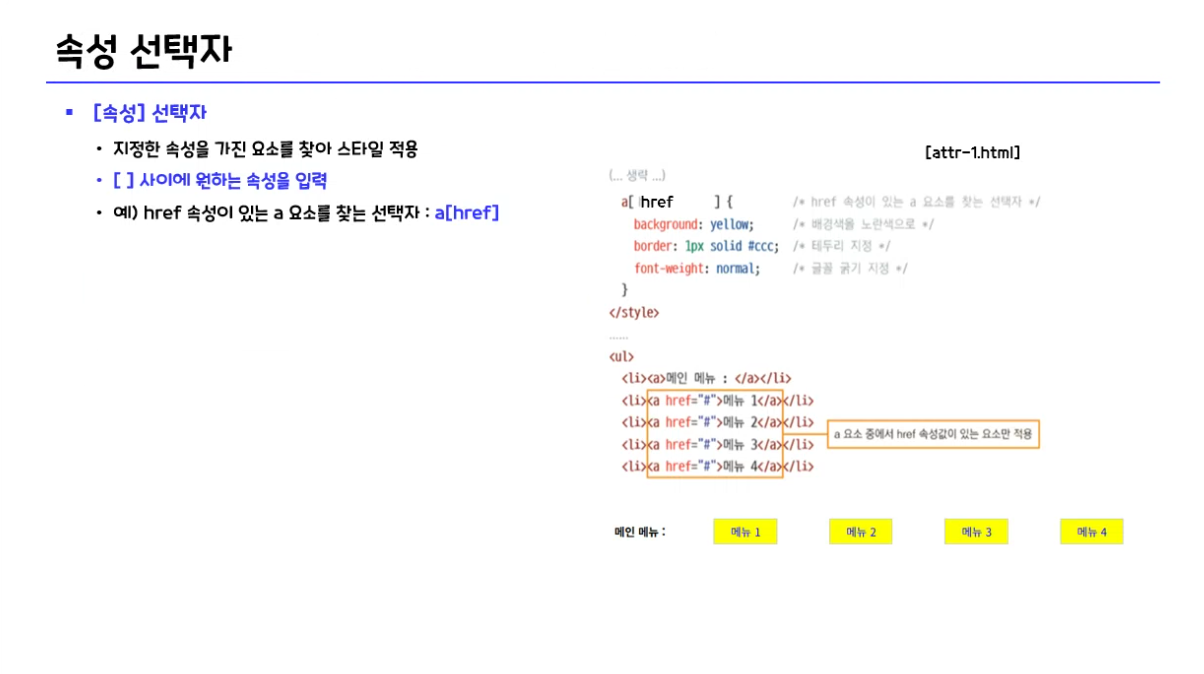 속성 선택자
▪ [속성] 선택자
• 지정한 속성을 가진 요소를 찾아 스타일 적용
• [ ] 사이에 원하는 속성을 입력
• 예) href 속성이 있는 a 요소를 찾는 선택자 : a[href]
[attr-1.html]
(... 생략 ...)
a[ href ] { /* href 속성이 있는 a 요소를 찾는 선택자 */
background: yellow; /* 배경색을 노란색으로 */
border: 1px solid #ccc; /* 테두리 지정 */
font-weight: normal; /* 글꼴 굵기 지정 */
}
</style>
......
<ul>
<li><a>메인 메뉴 : </a></li>
<li><a href="#">메뉴 1</a></li>
<li><a href="#">메뉴 2</a></li>
<li><a href="#">메뉴 3</a></li>
<li><a href="#">메뉴 4</a></li>
a 요소 중에서 href 속성값이 있는 요소만 적용
메인 메뉴 : 메뉴 1 메뉴 2 메뉴 3 메뉴 4